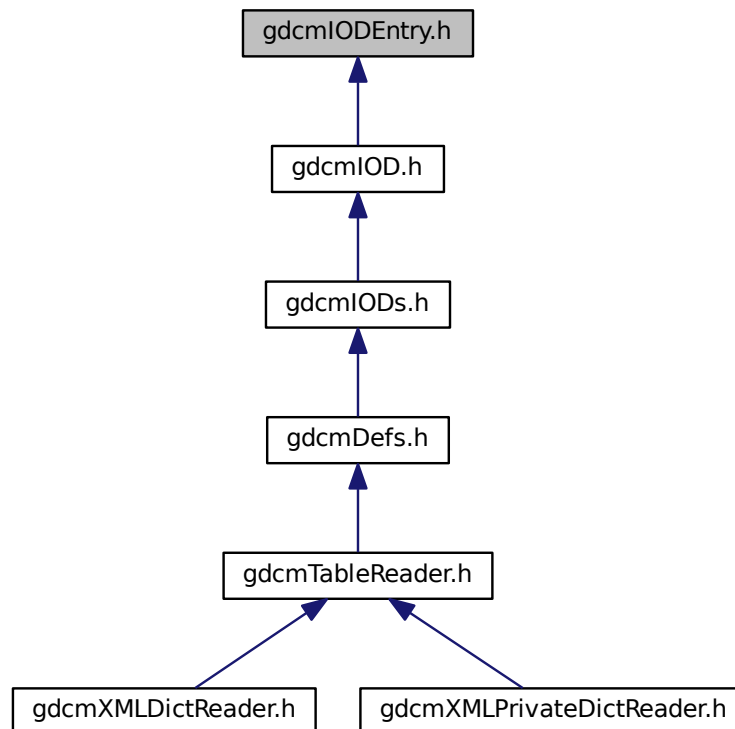 gdcmIODEntry.h
gdcmIOD.h
gdcmIODs.h
gdcmDefs.h
gdcmTableReader.h
gdcmXMLDictReader.h
gdcmXMLPrivateDictReader.h